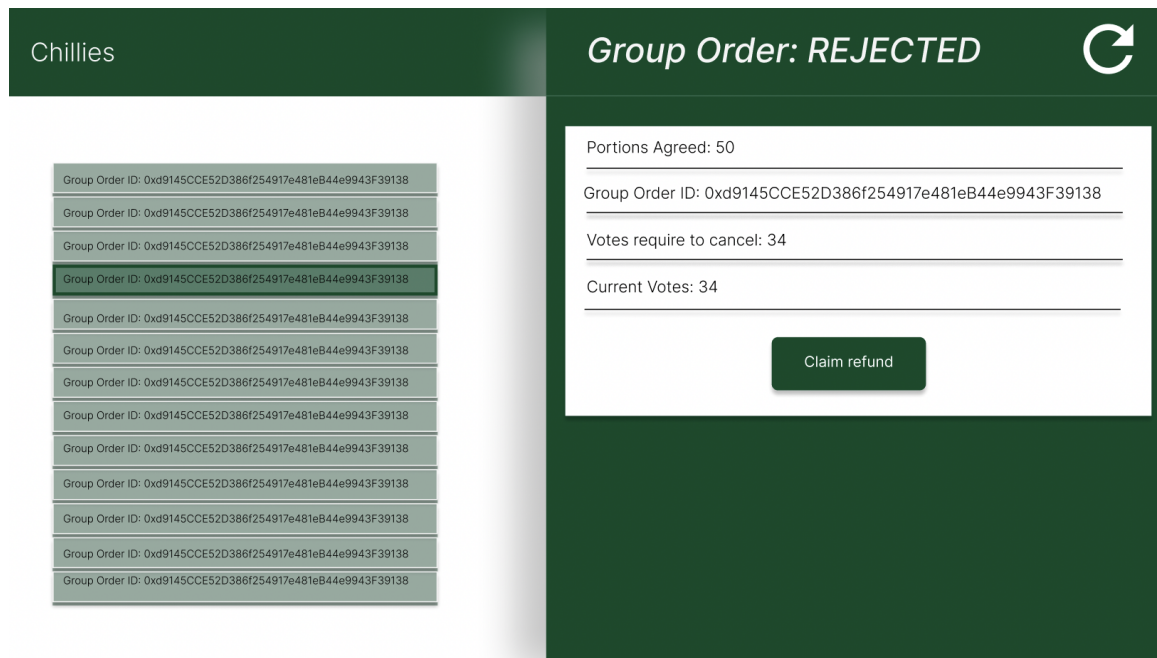 Chillies
Group Order ID: 0xd9145CCE52D386f254917e481eB44e9943F39138
Group Order ID: 0xd9145CCE52D386f254917e481eB44e9943F39138
Group Order ID: 0xd9145CCE52D386f254917e481eB44e9943F39138
Group Order ID: 0xd9145CCE52D386f254917e481eB44e9943F39138
Group Order ID: 0xd9145CCE52D386f254917e481eB44e9943F39138
Group Order ID: 0xd9145CCE52D386f254917e481eB44e9943F39138
Group Order ID: 0xd9145CCE52D386f254917e481eB44e9943F39138
Group Order ID: 0xd9145CCE52D386f254917e481eB44e9943F39138
Group Order ID: 0xd9145CCE52D386f254917e481eB44e9943F39138
Group Order ID: 0xd9145CCE52D386f254917e481eB44e9943F39138
Group Order ID: 0xd9145CCE52D386f254917e481eB44e9943F39138
Group Order ID: 0xd9145CCE52D386f254917e481eB44e9943F39138
Group Order ID: 0xd9145CCE52D386f254917e481eB44e9943F39138
Group Order: REJECTED
Portions Agreed: 50
Group Order ID: 0xd9145CCE52D386f254917e481eB44e9943F39138
Votes require to cancel: 34
Current Votes: 34
Claim refund